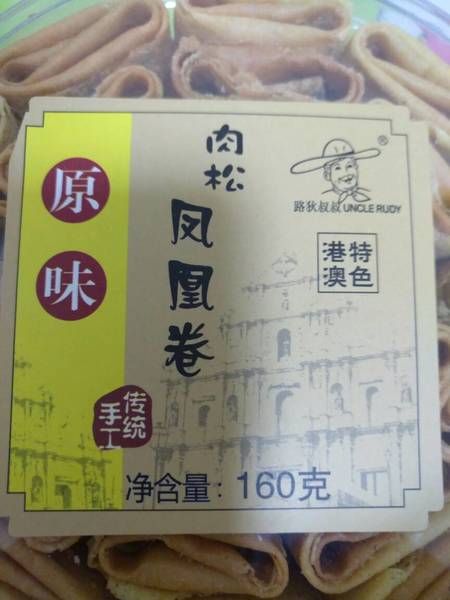 原味
肉松
凤凰卷
®
路狄叔叔 UNCLE RUDY
港澳
特色
传统
手工
净含量：160克